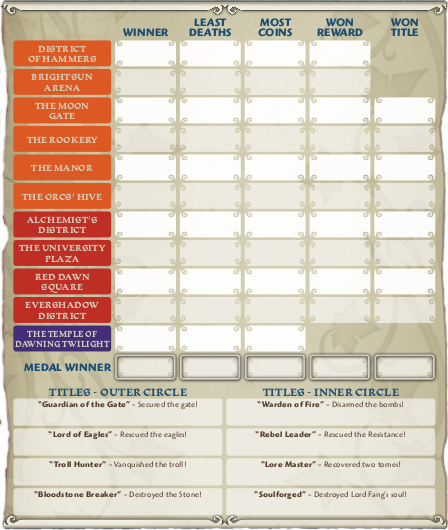 WINNER LEAST MOST WON WON
DEATHS COINS REWARD TITLE
DISTRICT
OF HAMMERS
BRIGHTSUN
ARENA
THE MOON
GATE
THE ROOKERY
THE MANOR
THE ORCS' HIVE
ALCHEMIST'S
DISTRICT
THE UNIVERSITY
PLAZA
RED DAWN
SQUARE
EVERSHADOW
DISTRICT
THE TEMPLE OF
DAWNING TWILIGHT
MEDAL WINNER
TITLES - OUTER CIRCLE TITLES - INNER CIRCLE
"Guardian of the Gate" - Secured the gate! "Warden of Fire" - Disarmed the bombs!
"Lord of Eagles" - Rescued the eagles! "Rebel Leader" - Rescued the Resistance!
"Troll Hunter" - Vanquished the troll! "Lore Master" - Recovered two tomes!
"Bloodstone Breaker" - Destroyed the Stone! "Soulforged" - Destroyed Lord Fang's soul!